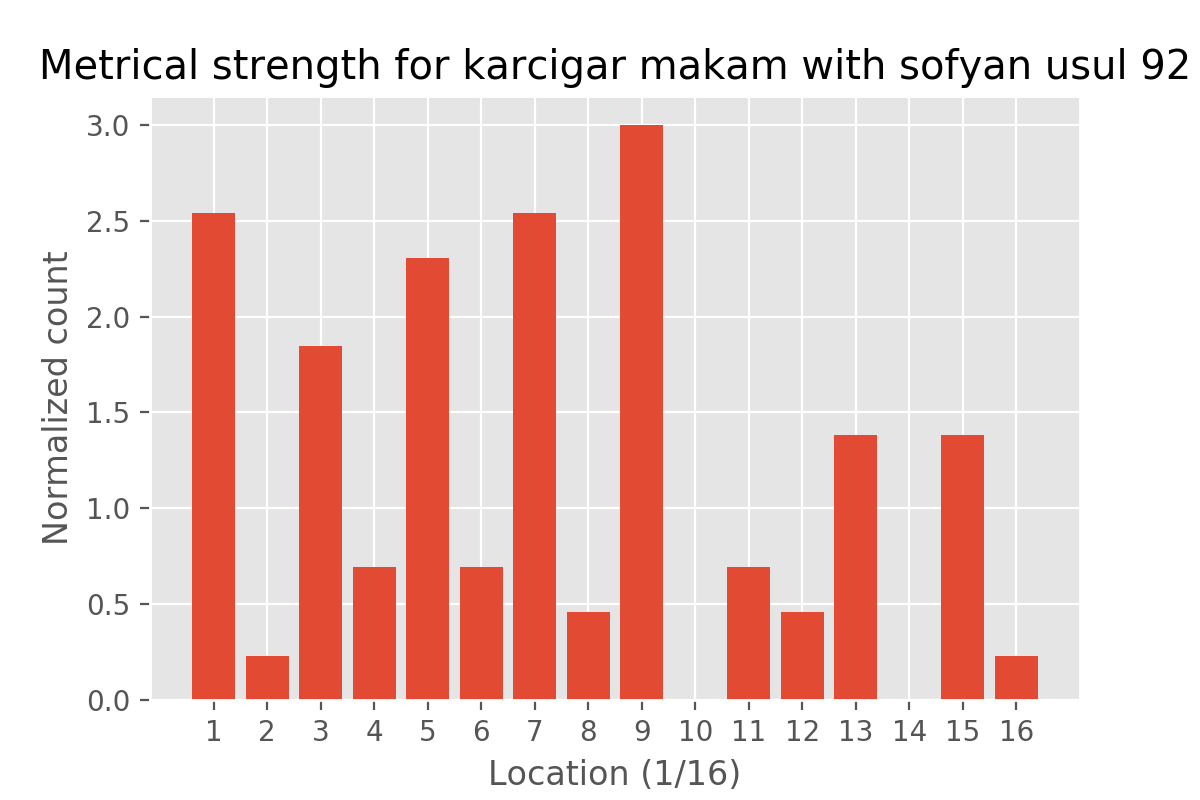 Metrical strength for karcigar makam with sofyan usul 92
Normalized count
3.0
2.5
2.0
1.5
1.0
0.5
0.0
1 2 3 4 5 6 7 8 9 10 11 12 13 14 15 16
Location (1/16)